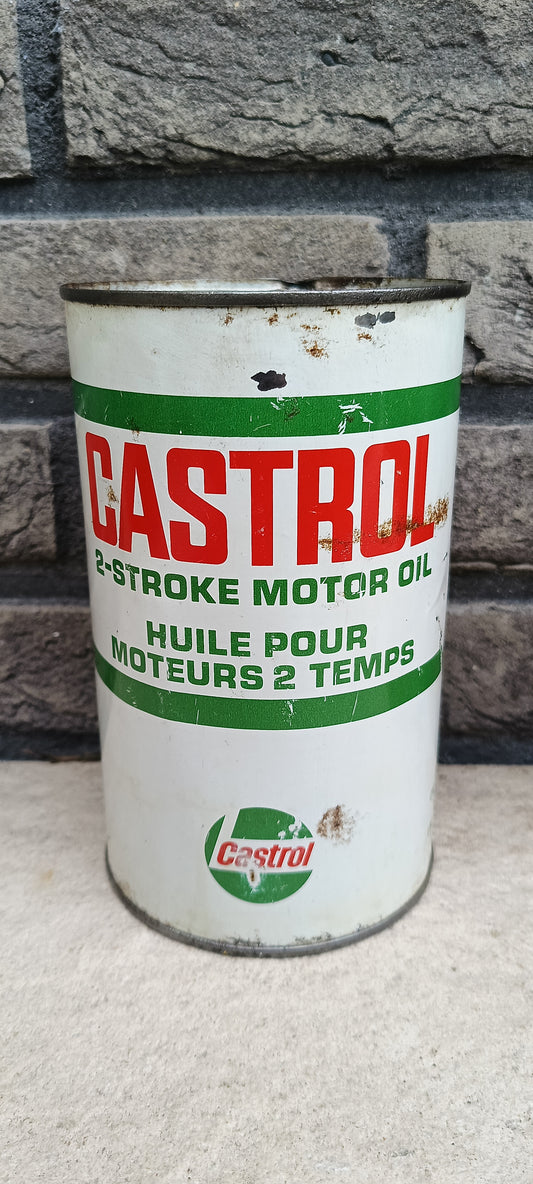 CASTROL
2-STROKE MOTOR OIL
HUILE POUR
MOTEURS 2 TEMPS
Castrol